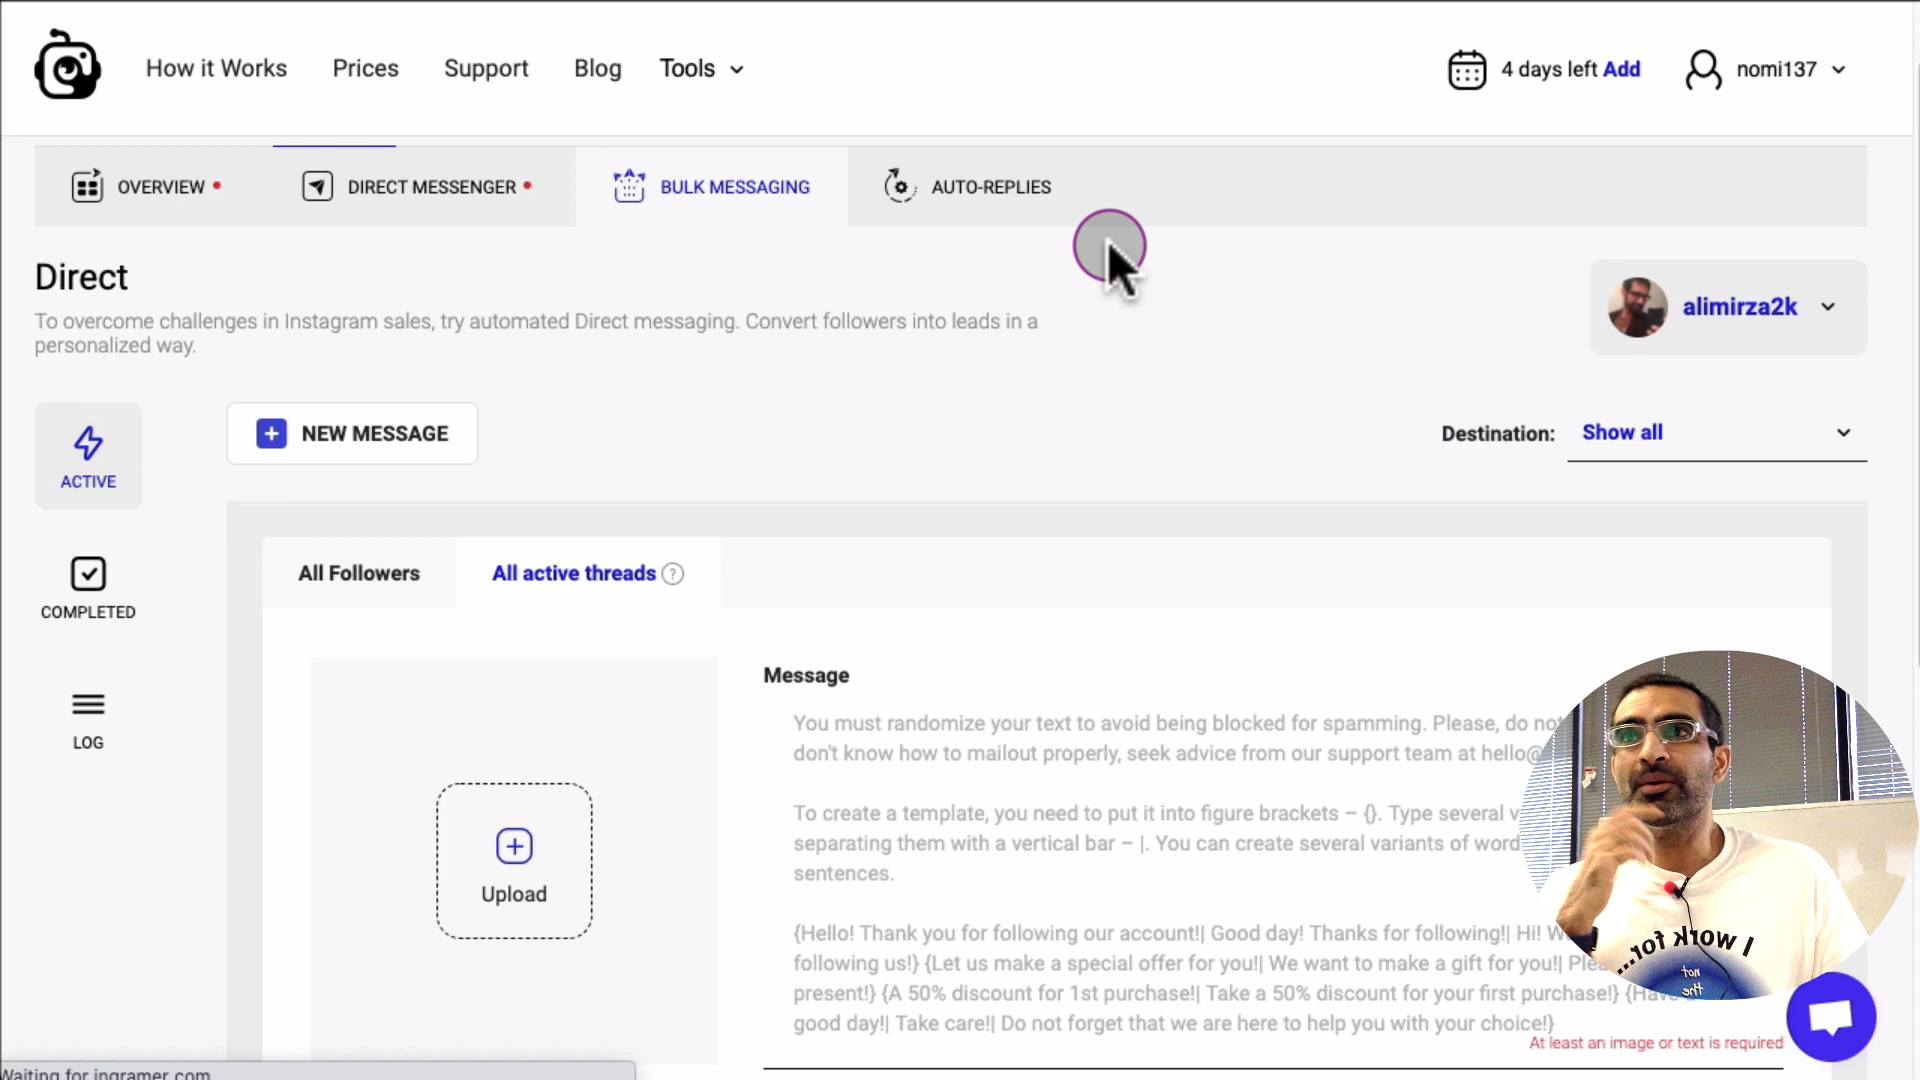 How it Works
Prices
Support
Blog
Tools
4 days left Add
nomi137
OVERVIEW
DIRECT MESSENGER
BULK MESSAGING
AUTO-REPLIES
Direct
To overcome challenges in Instagram sales, try automated Direct messaging. Convert followers into leads in a
personalized way.
alimirza2k
ACTIVE
NEW MESSAGE
Destination: Show all
All Followers
All active threads ?
COMPLETED
LOG
Upload
Message
You must randomize your text to avoid being blocked for spamming. Please, do not
don't know how to mailout properly, seek advice from our support team at hello@
To create a template, you need to put it into figure brackets – {}. Type several
separating them with a vertical bar – |. You can create several variants of word
sentences.
{Hello! Thank you for following our account!| Good day! Thanks for following!| Hi!
following us!} {Let us make a special offer for you!| We want to make a gift for you!|
present!} {A 50% discount for 1st purchase!| Take a 50% discount for your first purchase!}
good day!| Take care!| Do not forget that we are here to help you with your choice!}
At least an image or text is required
I work for...
not
the
Waiting for ingramer.com